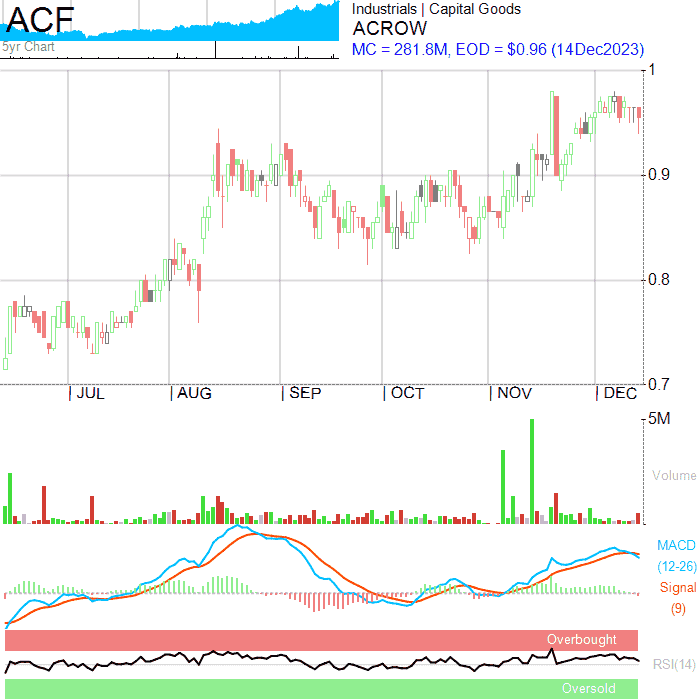 ACF
5yr Chart
Industrials | Capital Goods
ACROW
MC = 281.8M, EOD = $0.96 (14Dec2023)
1
0.9
0.8
0.7
JUL
AUG
SEP
OCT
NOV
DEC
5M
Volume
MACD
(12-26)
Signal
(9)
Overbought
RSI(14)
Oversold